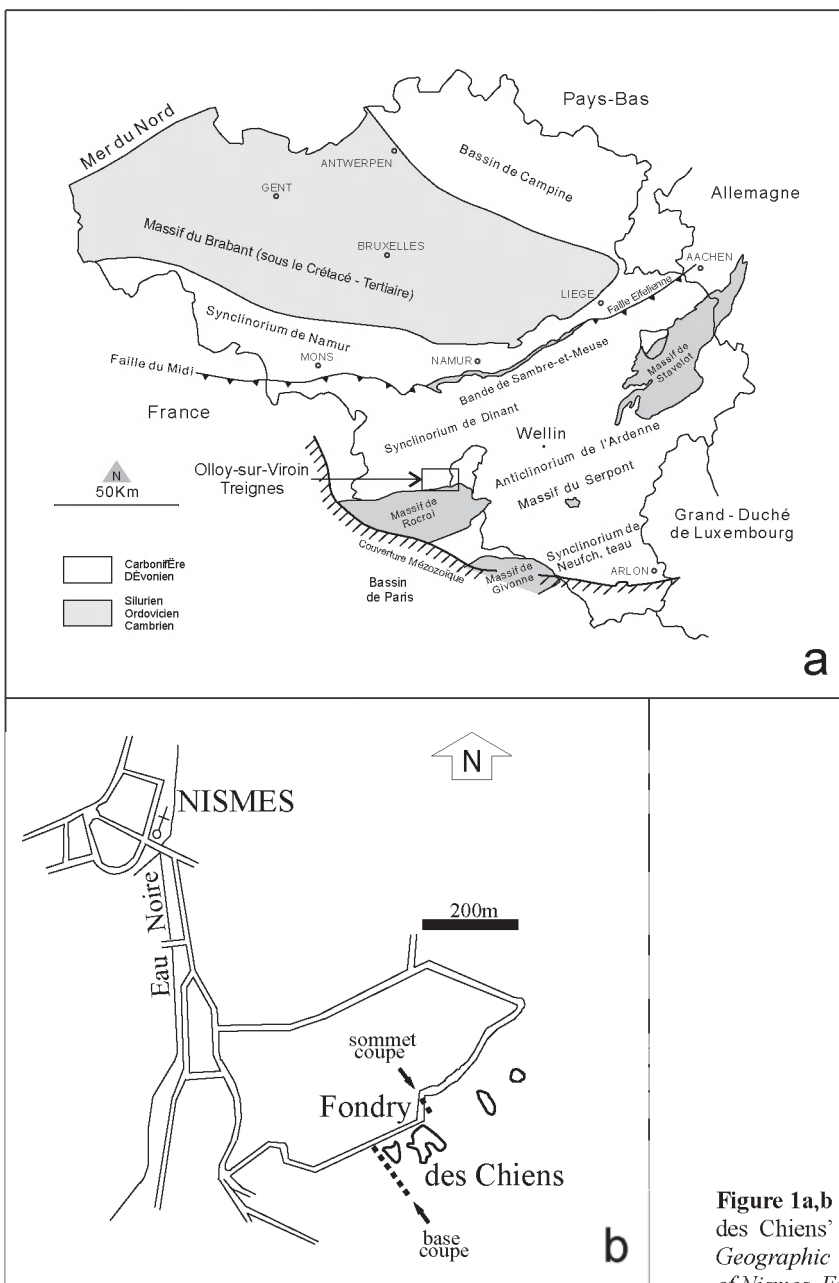 Pays-Bas
Mer du Nord
ANTWERPEN
Bassin de Campine
GENT
Allemagne
Massif du Brabant (sous le Crétacé - Tertiaire)
BRUXELLES
AACHEN
LIEGE
Faille Eifelienne
Synclinorium de Namur
MONS
NAMUR
Massif de
Stavelot
Bande de Sambre-et-Meuse
Faille du Midi
France
Synclinorium de Dinant
Wellin
Anticlinorium de l'Ardenne
Olloy-sur-Viroin
Treignes
Massif du Serpont
N
50Km
Massif de
Rocroi
Grand - Duché
de Luxembourg
Couverture Mézozoïque
Synclinorium de
Neufch, teau
ARLON
CarbonifËre
DÈvonien
Bassin
de Paris
Massif de
Givonne
Silurien
Ordovicien
Cambrien
a
N
NISMES
200m
Eau Noire
sommet
coupe
Fondry
des Chiens
base
coupe
b
Figure 1a,b
des Chiens'
Geographic
of Nismes. F